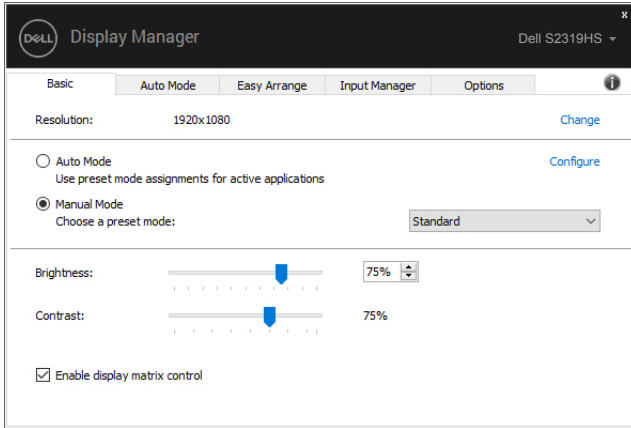 x
DELL Display Manager Dell S2319HS
Basic Auto Mode Easy Arrange Input Manager Options i
Resolution: 1920x1080 Change
Auto Mode Configure
Use preset mode assignments for active applications
Manual Mode
Choose a preset mode: Standard
Brightness: 75%
Contrast: 75%
Enable display matrix control